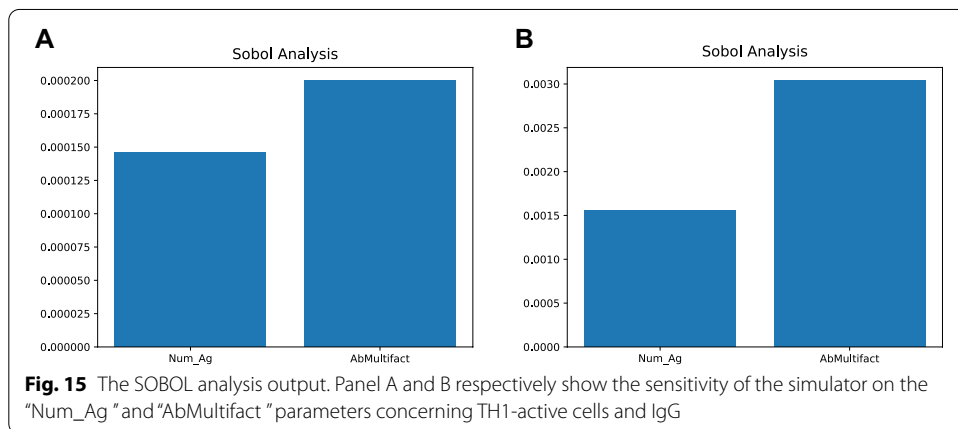 A
Sobol Analysis
0.000200
0.000175
0.000150
0.000125
0.000100
0.000075
0.000050
0.000025
0.000000
Num_Ag
AbMultifact
B
Sobol Analysis
0.0030
0.0025
0.0020
0.0015
0.0010
0.0005
0.0000
Num_Ag
AbMultifact
Fig. 15 The SOBOL analysis output. Panel A and B respectively show the sensitivity of the simulator on the
“Num_Ag ” and “AbMultifact ” parameters concerning TH1-active cells and IgG